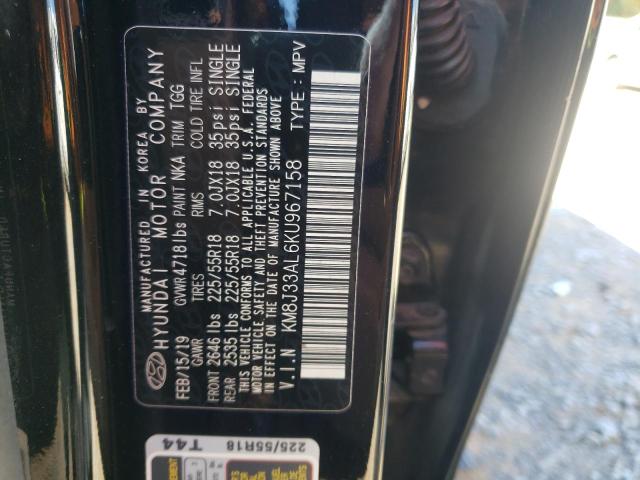 MANUFACTURED IN KOREA BY
HYUNDAI MOTOR COMPANY
FEB/15/19 GVWR 4718 lbs PAINT NKA TRIM TGG
GAWR TIRES RIMS COLD TIRE INFL
FRONT 2646 lbs 225/55R18 7.0JX18 35psi SINGLE
REAR 2535 lbs 225/55R18 7.0JX18 35psi SINGLE
THIS VEHICLE CONFORMS TO ALL APPLICABLE U.S.A. FEDERAL
MOTOR VEHICLE SAFETY AND THEFT PREVENTION STANDARDS
IN EFFECT ON THE DATE OF MANUFACTURE SHOWN ABOVE
V.I.N KM8J33AL6KU967158 TYPE : MPV
T44
225/55R18